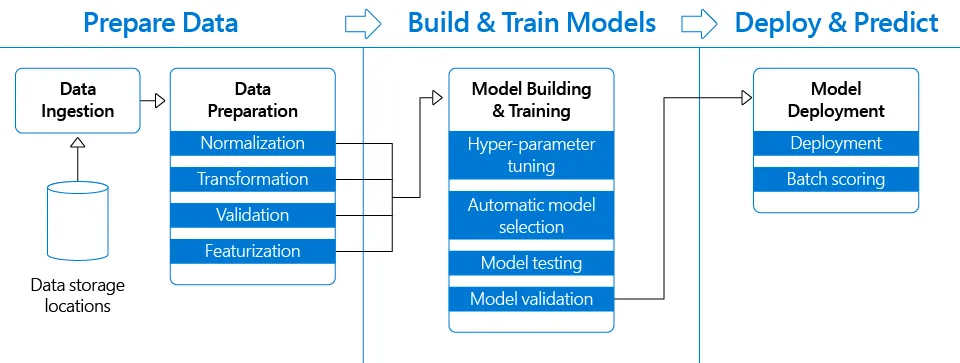 Prepare Data
Build & Train Models
Deploy & Predict
Data
Ingestion
Data storage
locations
Data
Preparation
Normalization
Transformation
Validation
Featurization
Model Building
& Training
Hyper-parameter
tuning
Automatic model
selection
Model testing
Model validation
Model
Deployment
Deployment
Batch scoring